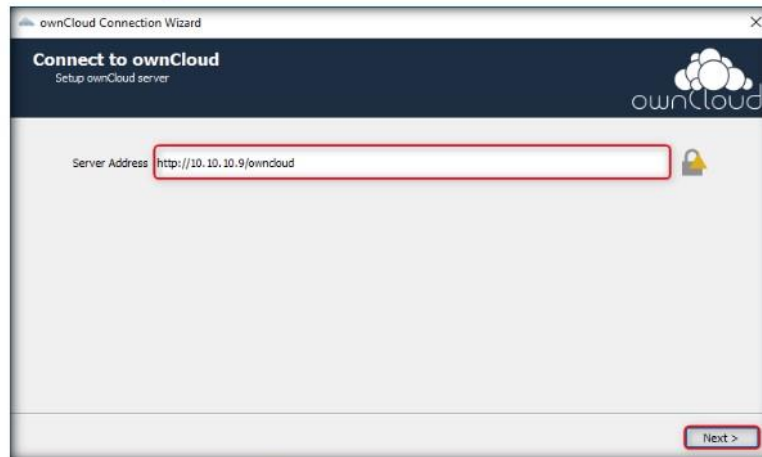 ownCloud Connection Wizard
Connect to ownCloud
Setup ownCloud server
ownCloud
Server Address http://10.10.10.9/owncloud
Next >